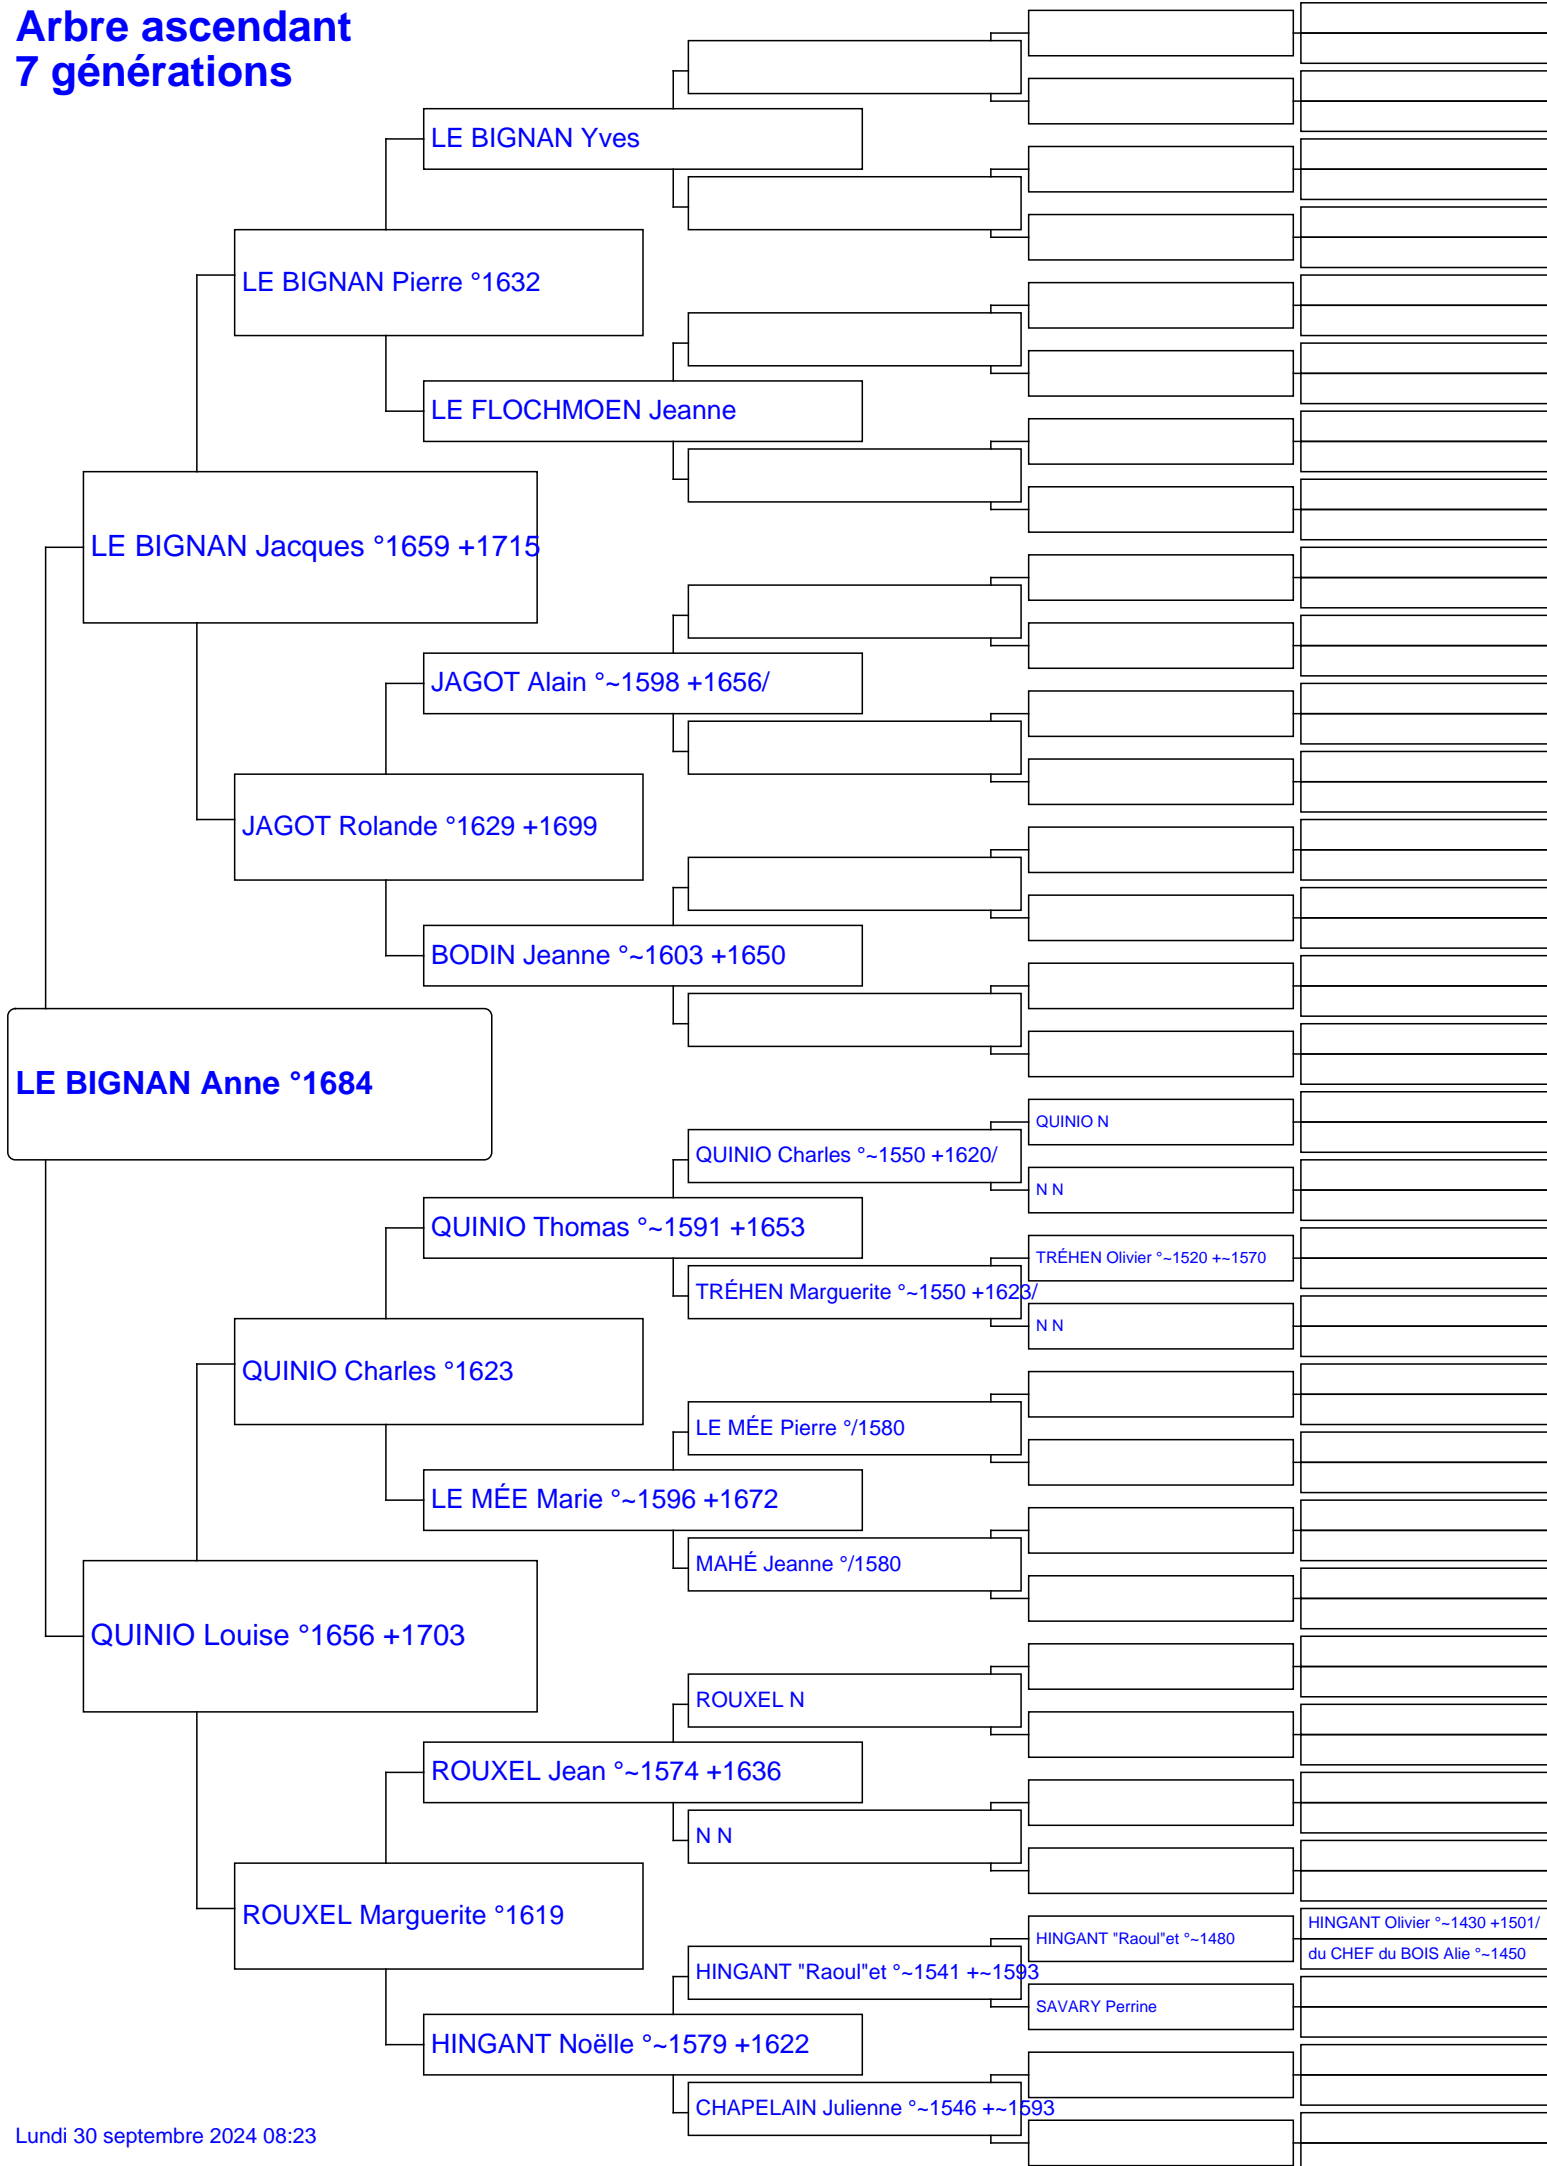 Arbre ascendant
7 générations
LE BIGNAN Yves
LE BIGNAN Pierre °1632
LE FLOCHMOEN Jeanne
LE BIGNAN Jacques °1659 +1715
JAGOT Alain °~1598 +1656/
JAGOT Rolande °1629 +1699
BODIN Jeanne °~1603 +1650
LE BIGNAN Anne °1684
QUINIO N
QUINIO Charles °~1550 +1620/
N N
QUINIO Thomas °~1591 +1653
TRÉHEN Olivier °~1520 +~1570
TRÉHEN Marguerite °~1550 +1623/
N N
QUINIO Charles °1623
LE MÉE Pierre °/1580
LE MÉE Marie °~1596 +1672
MAHÉ Jeanne °/1580
QUINIO Louise °1656 +1703
ROUXEL N
ROUXEL Jean °~1574 +1636
N N
ROUXEL Marguerite °1619
HINGANT Olivier °~1430 +1501/
HINGANT "Raoul"et °~1480
du CHEF du BOIS Alie °~1450
HINGANT "Raoul"et °~1541 +~1593
SAVARY Perrine
HINGANT Noëlle °~1579 +1622
CHAPELAIN Julienne °~1546 +~1593
Lundi 30 septembre 2024 08:23